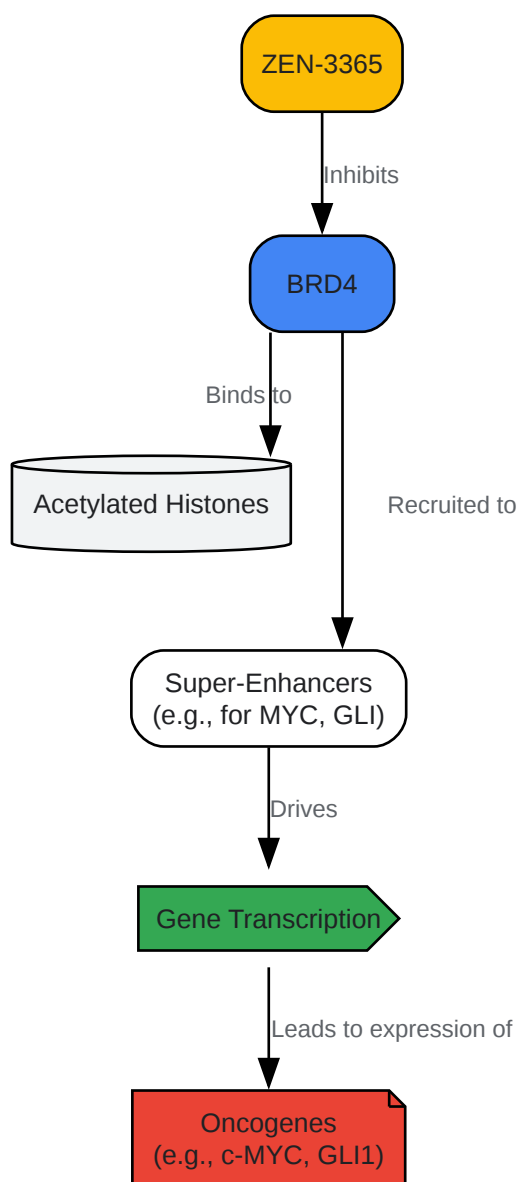 ZEN-3365
Inhibits
BRD4
Binds to
Acetylated Histones
Recruited to
Super-Enhancers
(e.g., for MYC, GLI)
Drives
Gene Transcription
Leads to expression of
Oncogenes
(e.g., c-MYC, GLI1)